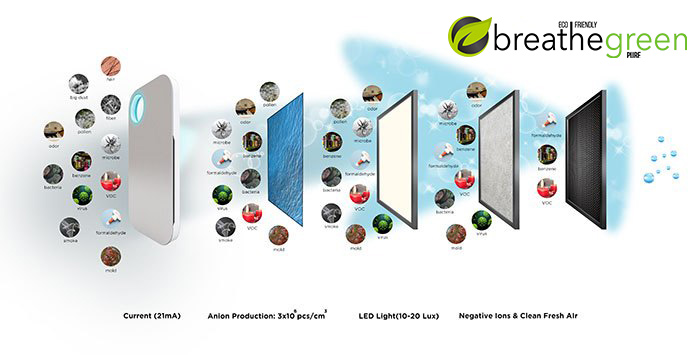 ECO FRIENDLY
breathegreen
PURE
hair
big dust
fiber
odor
pollen
microbe
benzene
bacteria
VOC
virus
formaldehyde
smoke
mold
pollen
odor
microbe
benzene
formaldehyde
bacteria
virus
VOC
smoke
mold
pollen
odor
microbe
benzene
formaldehyde
bacteria
VOC
smoke
virus
mold
odor
microbe
benzene
formaldehyde
VOC
bacteria
virus
mold
odor
formaldehyde
benzene
VOC
Current (21mA)
Anion Production: 3x10⁶ pcs/cm³
LED Light(10-20 Lux)
Negative Ions & Clean Fresh Air